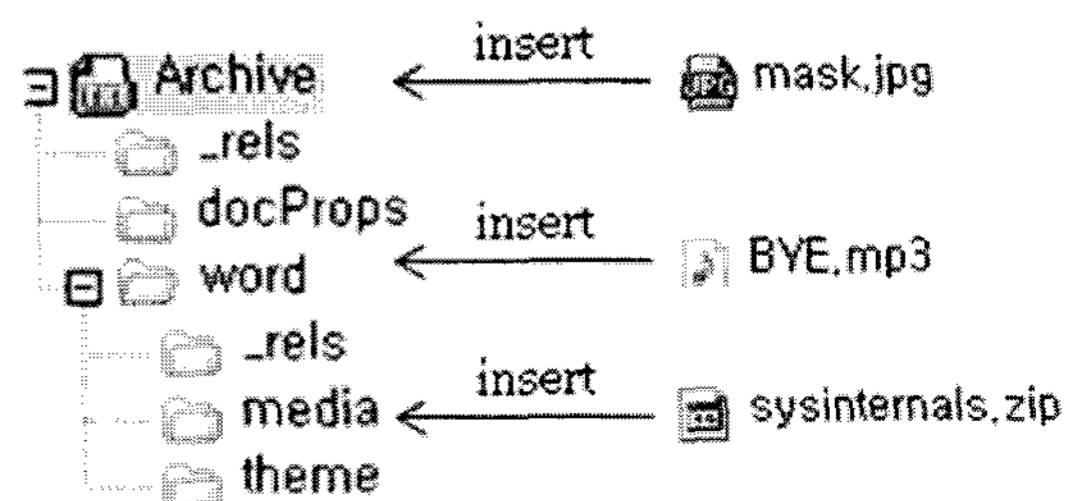 Archive insert mask.jpg
_rels
docProps
insert
word BYE.mp3
_rels
insert
media sysinternals.zip
theme